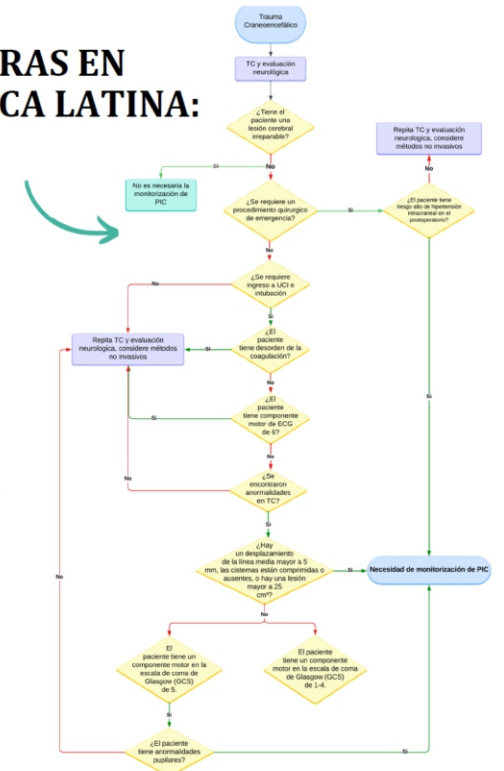 RAS EN
CA LATINA:
Trauma
Craneoencefálico
TC y evaluación
neurológica
¿Tiene el
paciente una
lesión cerebral
irreparable?
Sí
No
No es necesaria la
monitorización de
PIC
¿Se requiere un
procedimiento quirurgico
de emergencia?
Si
¿El paciente tiene
riesgo alto de hipertensión
intracraneal en el
postoperatorio?
No
Repita TC y evaluación
neurologica, considere
métodos no invasivos
Si
No
¿Se requiere
ingreso a UCI e
intubación
No
Si
Repita TC y evaluación
neurologica, considere métodos
no invasivos
¿El
paciente
tiene desorden de la
coagulación?
Si
No
¿El
paciente
tiene componente
motor de ECG
de 6?
Si
No
¿Se
encontraron
anormalidades
en TC?
No
Si
¿Hay
un desplazamiento
de la línea media mayor a 5
mm, las cisternas están comprimidas o
ausentes, o hay una lesión
mayor a 25
cm³?
Si
Necesidad de monitorización de PIC
No
El
paciente tiene un
componente motor en la
escala de coma de
Glasgow (GCS)
de 5.
El paciente
tiene un componente
motor en la escala de coma
de Glasgow (GCS)
de 1-4.
Si
¿El paciente
tiene anormalidades
pupilares?
No
Si